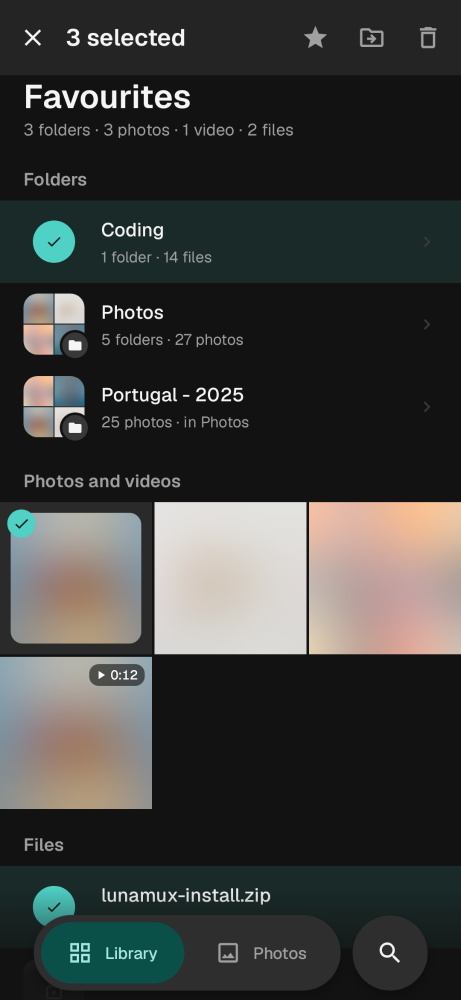 3 selected
Favourites
3 folders · 3 photos · 1 video · 2 files
Folders
Coding
1 folder · 14 files
Photos
5 folders · 27 photos
Portugal - 2025
25 photos · in Photos
Photos and videos
0:12
Files
lunamux-install.zip
Library
Photos